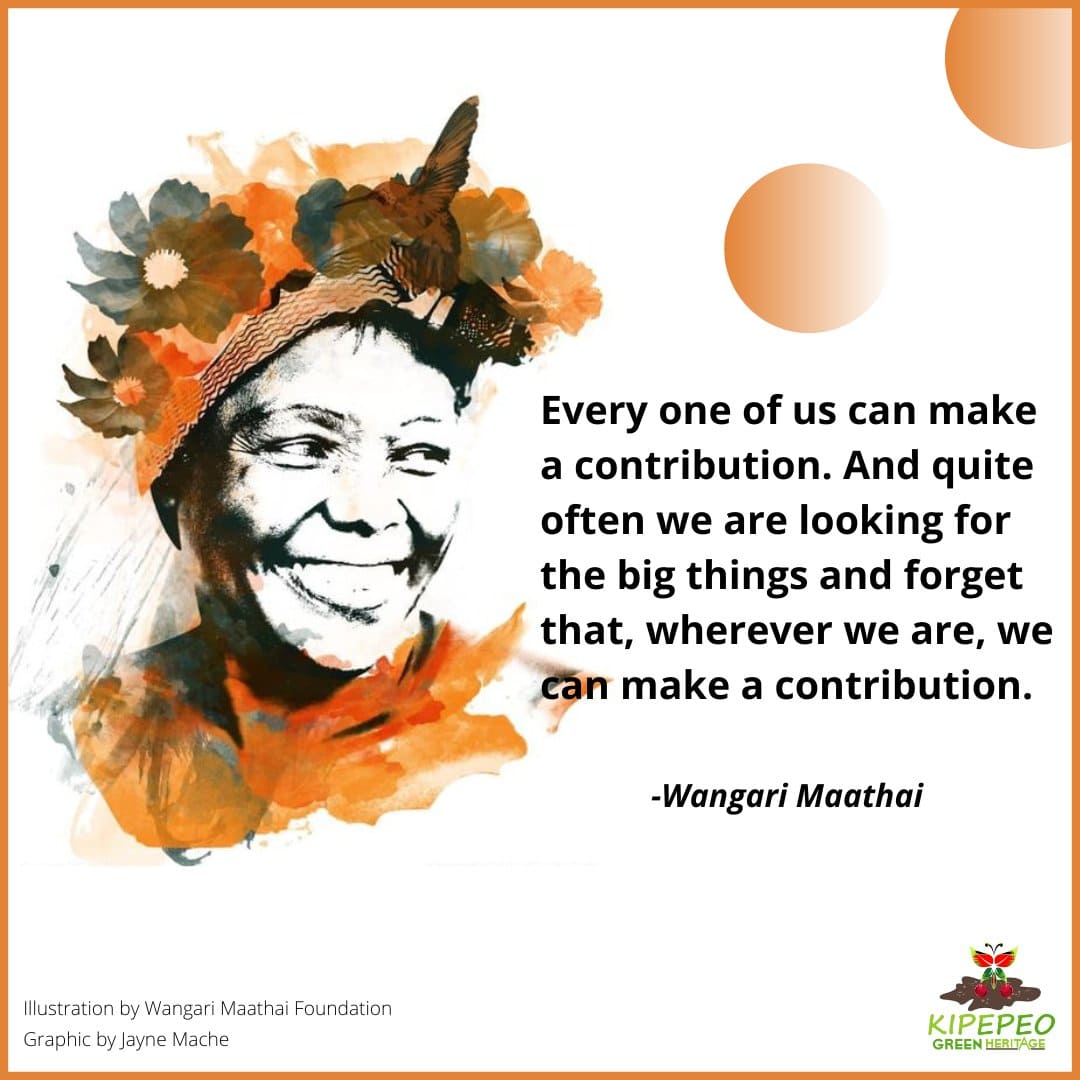 Every one of us can make
a contribution. And quite
often we are looking for
the big things and forget
that, wherever we are, we
can make a contribution.
-Wangari Maathai
Illustration by Wangari Maathai Foundation
Graphic by Jayne Mache
KIPEPEO
GREEN HERITAGE